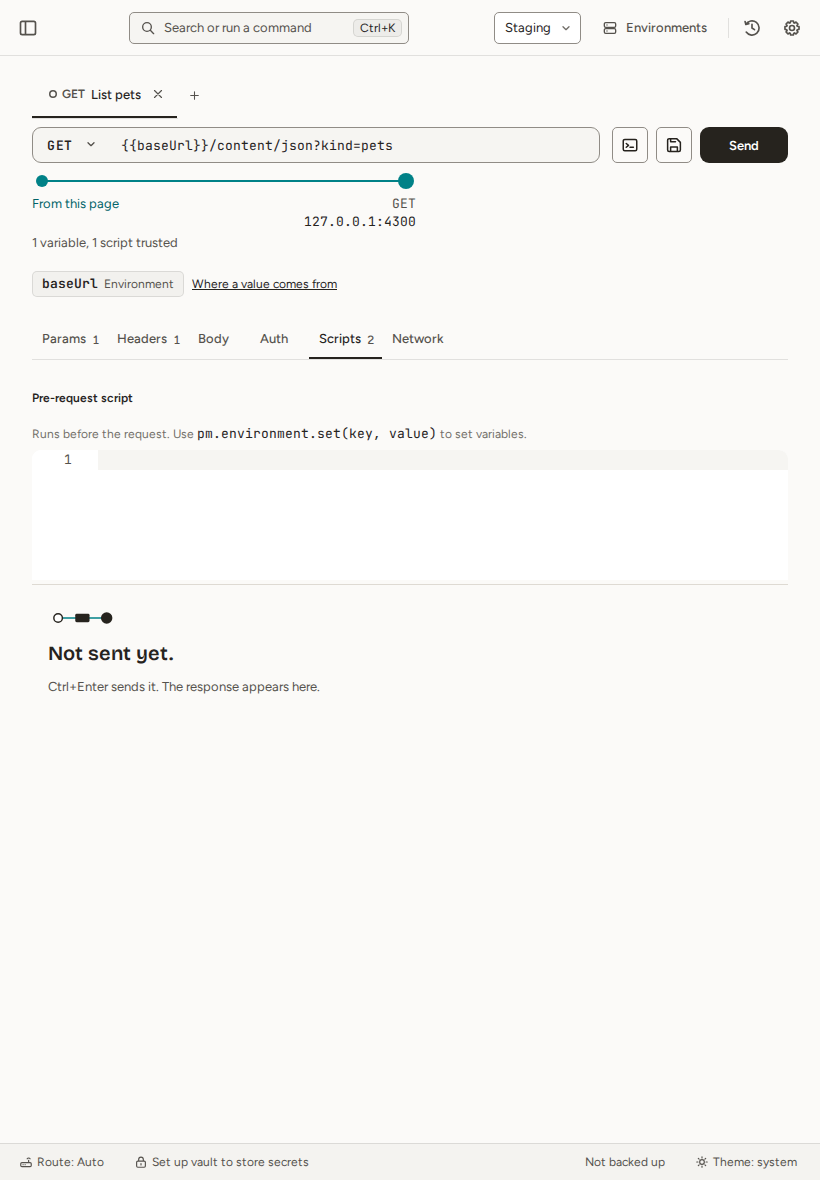 Search or run a command Ctrl+K Staging Environments
GET List pets
GET {{baseUrl}}/content/json?kind=pets Send
From this page GET
127.0.0.1:4300
1 variable, 1 script trusted
baseUrl Environment Where a value comes from
Params 1 Headers 1 Body Auth Scripts 2 Network
Pre-request script
Runs before the request. Use pm.environment.set(key, value) to set variables.
1
Not sent yet.
Ctrl+Enter sends it. The response appears here.
Route: Auto Set up vault to store secrets Not backed up Theme: system